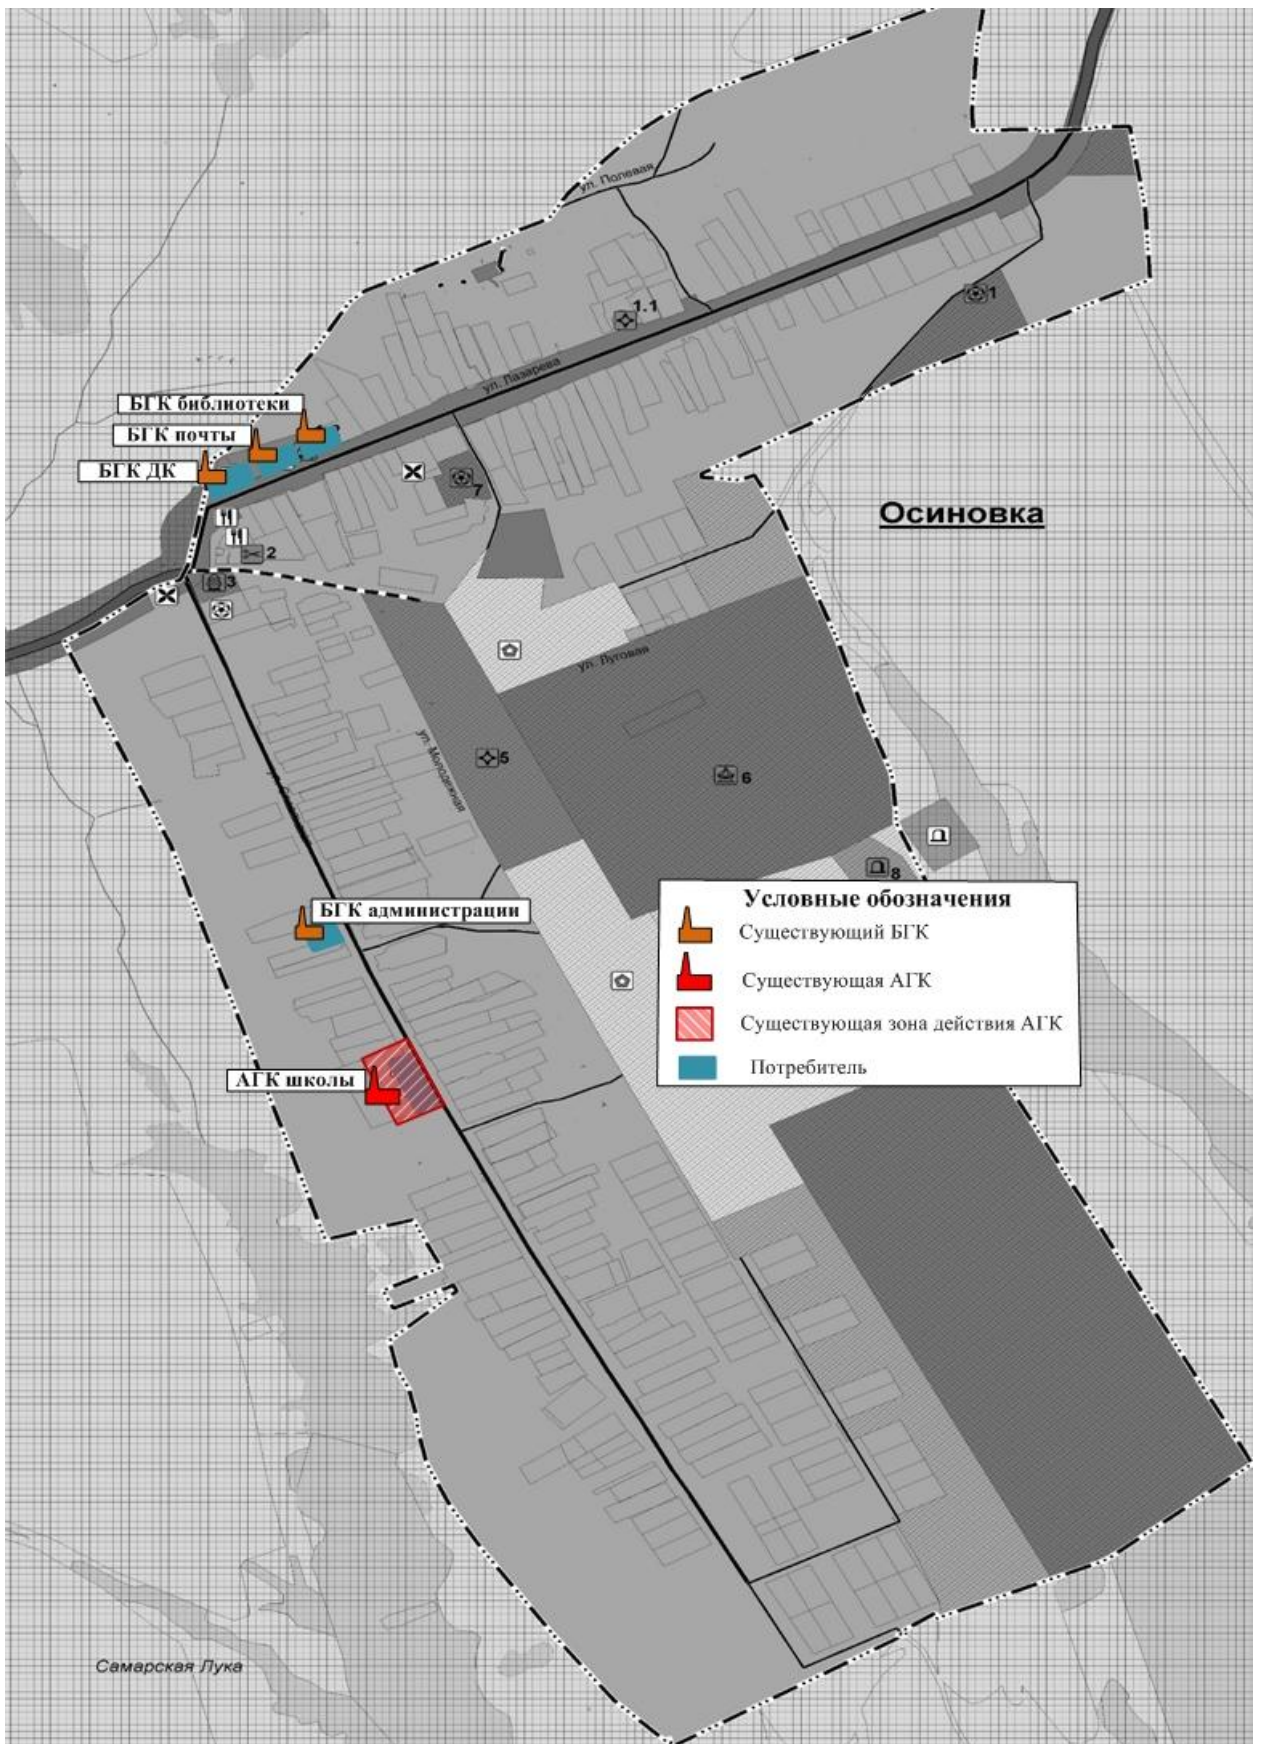 ул. Полевая
1
1.1
ул. Лазарева
БГК библиотеки
БГК почты
БГК ДК
7
Осиновка
2
3
ул. Луговая
ул. Молодежная
5
6
8
БГК администрации
Условные обозначения
Существующий БГК
Существующая АГК
Существующая зона действия АГК
Потребитель
АГК школы
Самарская Лука